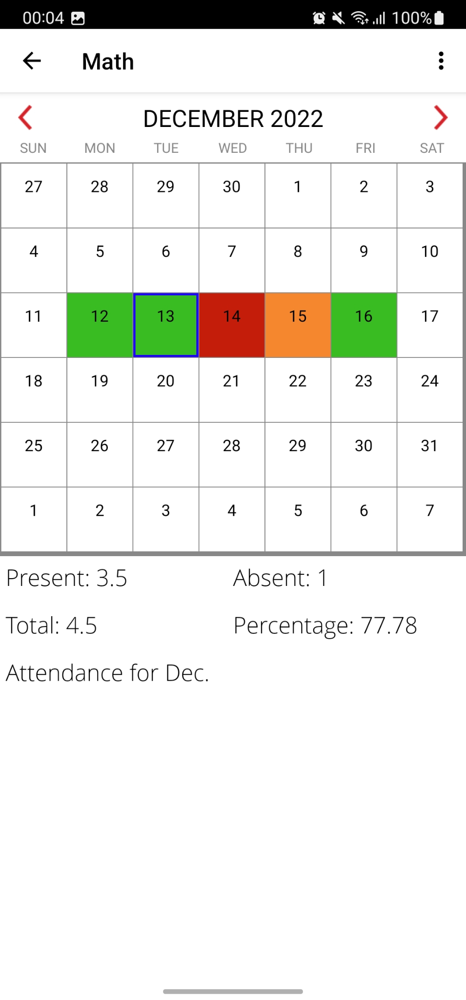 00:04 100%
Math
DECEMBER 2022
SUN MON TUE WED THU FRI SAT
27 28 29 30 1 2 3
4 5 6 7 8 9 10
11 12 13 14 15 16 17
18 19 20 21 22 23 24
25 26 27 28 29 30 31
1 2 3 4 5 6 7
Present: 3.5 Absent: 1
Total: 4.5 Percentage: 77.78
Attendance for Dec.